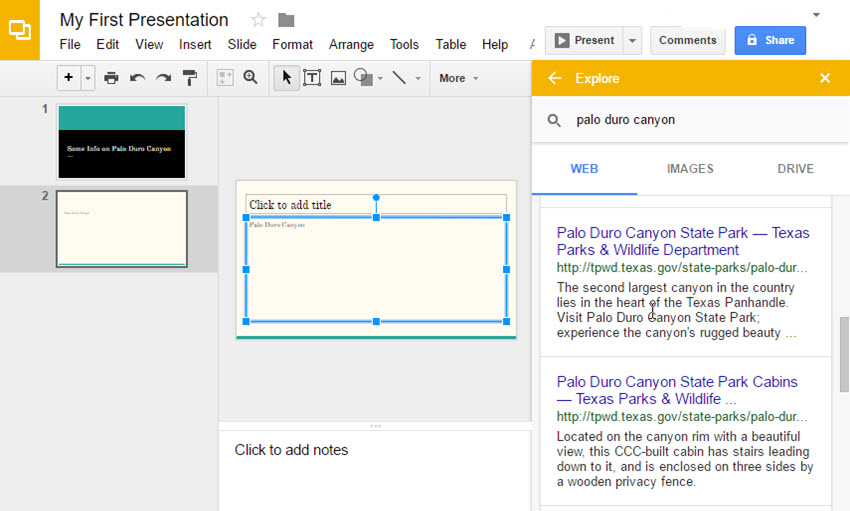 My First Presentation
File Edit View Insert Slide Format Arrange Tools Table Help
Present
Comments
Share
More
1
Some Info on Palo Duro Canyon
2
Palo Duro Canyon
Click to add title
Palo Duro Canyon
Click to add notes
Explore
palo duro canyon
WEB IMAGES DRIVE
Palo Duro Canyon State Park — Texas
Parks & Wildlife Department
http://tpwd.texas.gov/state-parks/palo-dur...
The second largest canyon in the country
lies in the heart of the Texas Panhandle.
Visit Palo Duro Canyon State Park;
experience the canyon's rugged beauty ...
Palo Duro Canyon State Park Cabins
— Texas Parks & Wildlife ...
http://tpwd.texas.gov/state-parks/palo-dur...
Located on the canyon rim with a beautiful
view, this CCC-built cabin has stairs leading
down to it, and is enclosed on three sides by
a wooden privacy fence.